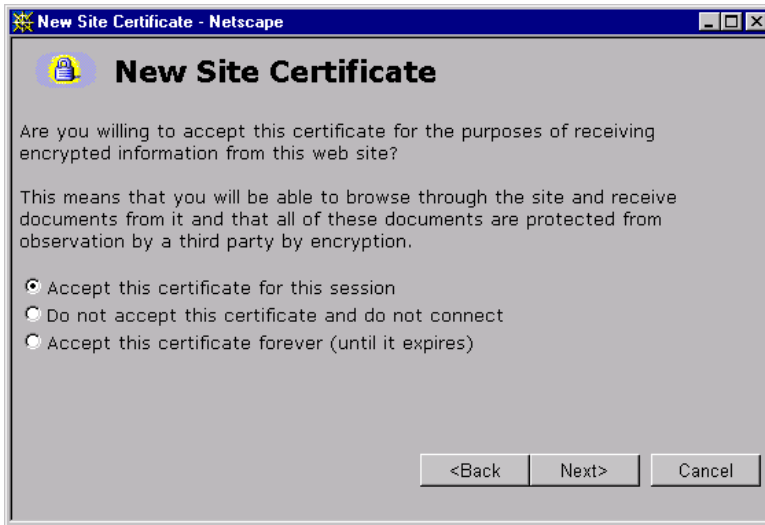 New Site Certificate - Netscape
New Site Certificate
Are you willing to accept this certificate for the purposes of receiving
encrypted information from this web site?
This means that you will be able to browse through the site and receive
documents from it and that all of these documents are protected from
observation by a third party by encryption.
Accept this certificate for this session
Do not accept this certificate and do not connect
Accept this certificate forever (until it expires)
<Back Next> Cancel